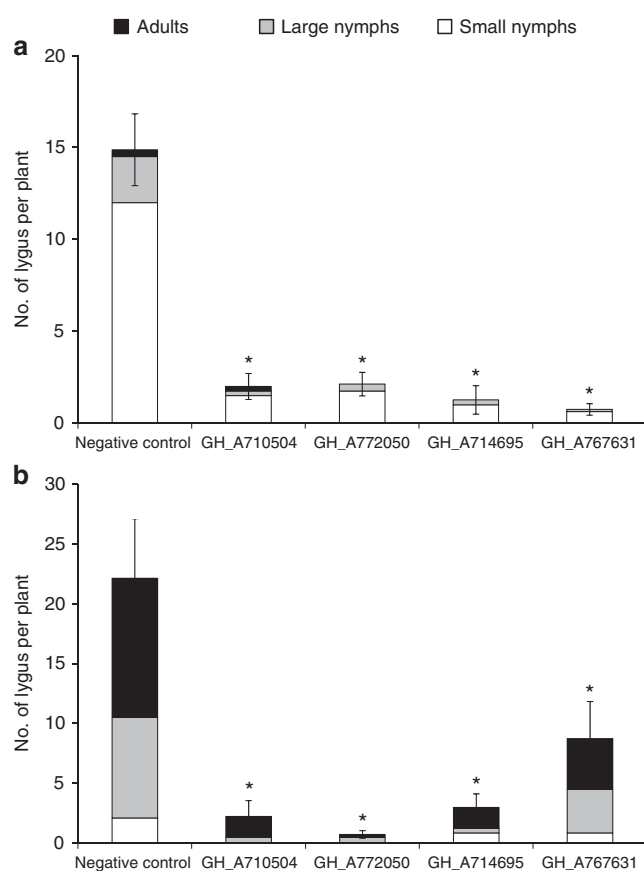 Adults Large nymphs Small nymphs
a
20
15
10
5
0
No. of lygus per plant
* * * *
Negative control GH_A710504 GH_A772050 GH_A714695 GH_A767631
b
30
25
20
15
10
5
0
No. of lygus per plant
* * * *
Negative control GH_A710504 GH_A772050 GH_A714695 GH_A767631